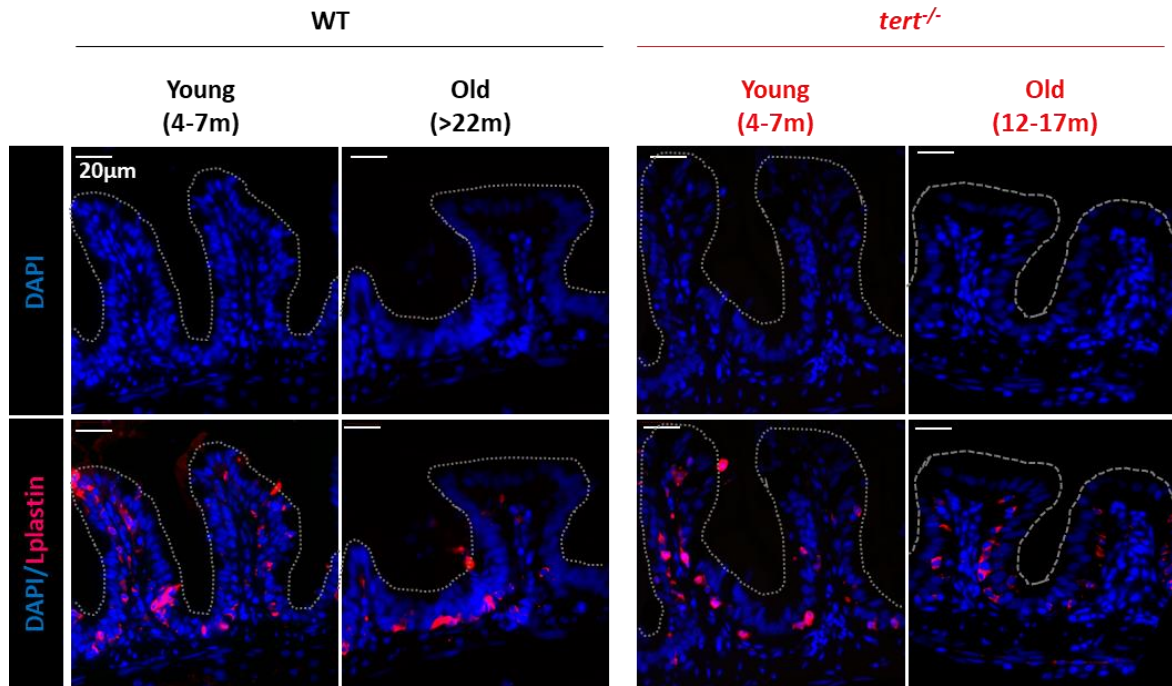 WT
tert-/-
Young
(4-7m)
Old
(>22m)
Young
(4-7m)
Old
(12-17m)
20µm
DAPI
DAPI/Lplastin